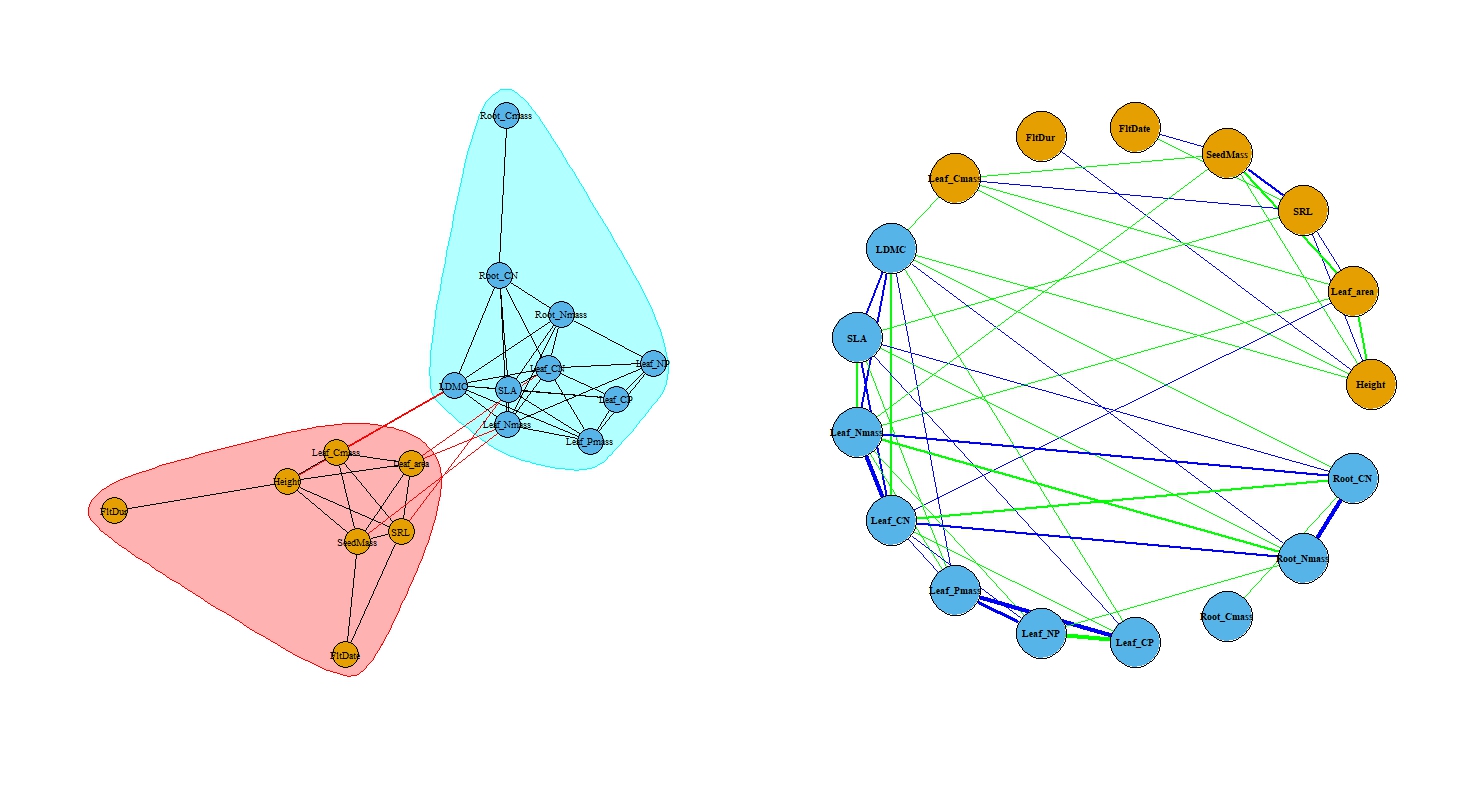 Root_Cmass
Root_CN
Root_Nmass
Leaf_CN
Leaf_NP
LDMC
SLA
Leaf_CP
Leaf_Nmass
Leaf_Pmass
Leaf_Cmass
Leaf_area
Height
FltDur
SeedMass
SRL
FltDate
FltDate
FltDur
SeedMass
Leaf_Cmass
SRL
LDMC
Leaf_area
SLA
Height
Leaf_Nmass
Root_CN
Leaf_CN
Root_Nmass
Leaf_Pmass
Root_Cmass
Leaf_NP
Leaf_CP